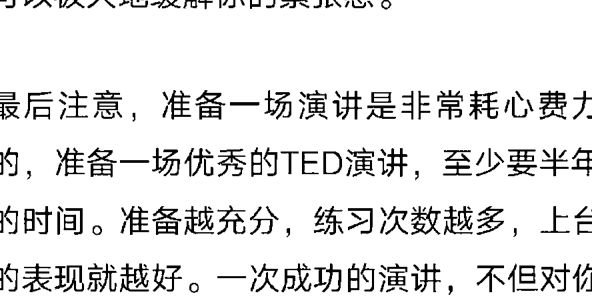 可以极大地缓解你的紧张感。
最后注意，准备一场演讲是非常耗心费力
的，准备一场优秀的TED演讲，至少要半年
的时间。准备越充分，练习次数越多，上台
的表现就越好。一次成功的演讲，不但对你